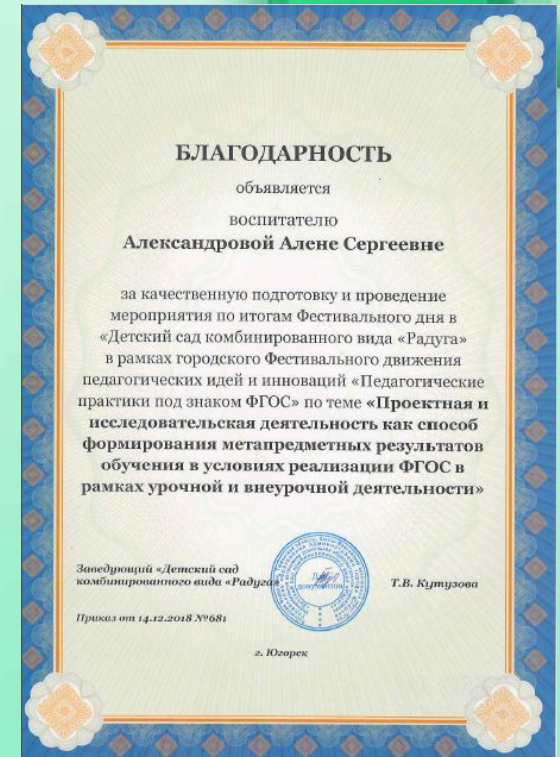 БЛАГОДАРНОСТЬ
объявляется
воспитателю
Александровой Алене Сергеевне
за качественную подготовку и проведение
мероприятия по итогам Фестивального дня в
«Детский сад комбинированного вида «Радуга»
в рамках городского Фестивального движения
педагогических идей и инноваций «Педагогические
практики под знаком ФГОС» по теме «Проектная и
исследовательская деятельность как способ
формирования метапредметных результатов
обучения в условиях реализации ФГОС в
рамках урочной и внеурочной деятельности»
Заведующий «Детский сад
комбинированного вида «Радуга»
Т.В. Кутузова
Для
документов
Приказ от 14.12.2018 №681
г. Югорск